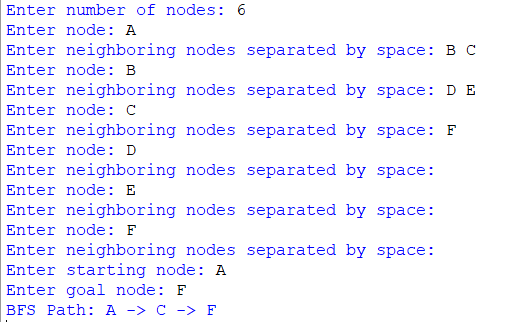 Enter number of nodes: 6
Enter node: A
Enter neighboring nodes separated by space: B C
Enter node: B
Enter neighboring nodes separated by space: D E
Enter node: C
Enter neighboring nodes separated by space: F
Enter node: D
Enter neighboring nodes separated by space:
Enter node: E
Enter neighboring nodes separated by space:
Enter node: F
Enter neighboring nodes separated by space:
Enter starting node: A
Enter goal node: F
BFS Path: A -> C -> F